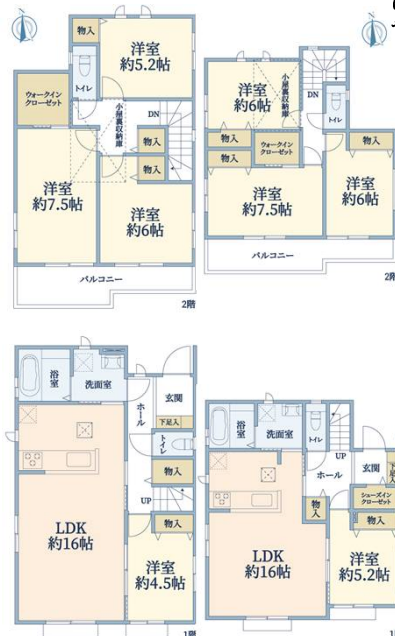 物入
洋室
約5.2帖
トイレ
ウォークイン
クローゼット
小屋裏収納庫
DN
物入
物入
洋室
約7.5帖
洋室
約6帖
バルコニー
2階
洋室
約6帖
小屋裏収納庫
DN
トイレ
物入
物入
ウォークイン
クローゼット
物入
洋室
約7.5帖
洋室
約6帖
バルコニー
2階
浴室
洗面室
ホール
玄関
下足入
トイレ
物入
UP
LDK
約16帖
物入
洋室
約4.5帖
1階
浴室
洗面室
トイレ
UP
ホール
玄関
下足入
シューズイン
クローゼット
物入
物入
LDK
約16帖
洋室
約5.2帖